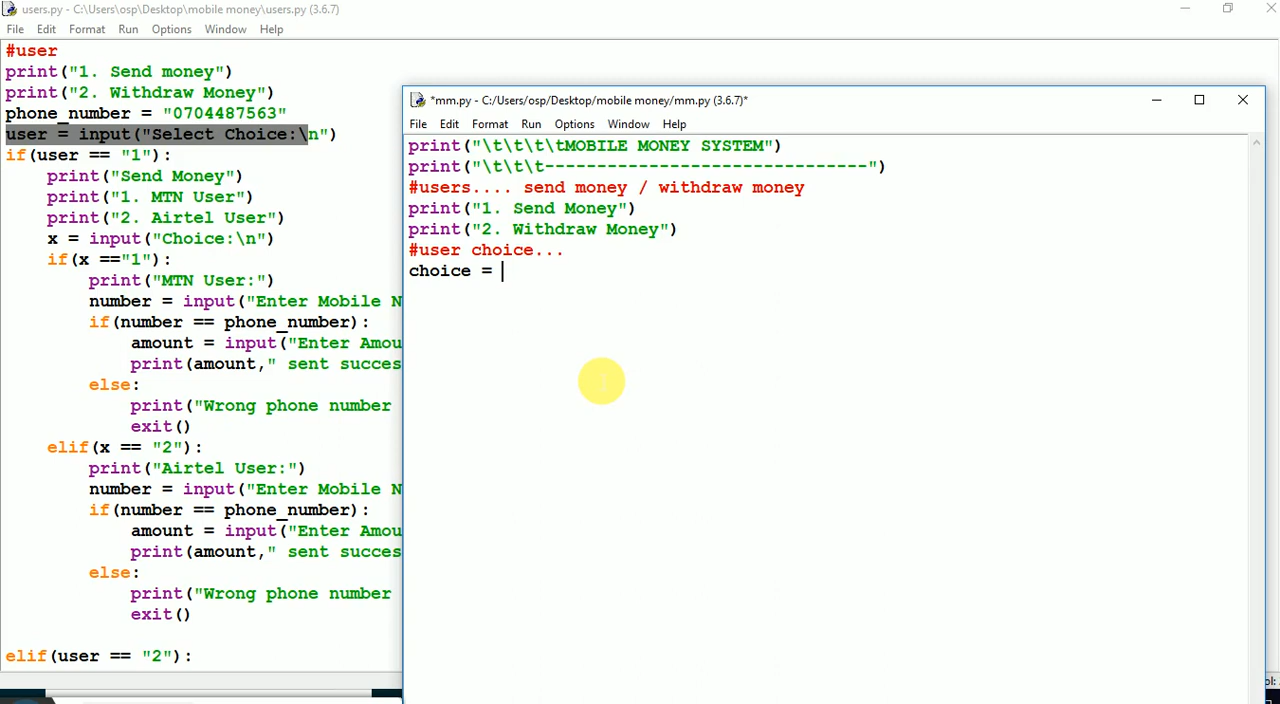 users.py - C:\Users\osp\Desktop\mobile money\users.py (3.6.7)
File Edit Format Run Options Window Help
#user
print("1. Send money")
print("2. Withdraw Money")
phone_number = "0704487563"
user = input("Select Choice:\n")
if(user == "1"):
print("Send Money")
print("1. MTN User")
print("2. Airtel User")
x = input("Choice:\n")
if(x =="1"):
print("MTN User:")
number = input("Enter Mobile N
if(number == phone_number):
amount = input("Enter Amou
print(amount," sent succes
else:
print("Wrong phone number
exit()
elif(x == "2"):
print("Airtel User:")
number = input("Enter Mobile N
if(number == phone_number):
amount = input("Enter Amou
print(amount," sent succes
else:
print("Wrong phone number
exit()
elif(user == "2"):
*mm.py - C:/Users/osp/Desktop/mobile money/mm.py (3.6.7)*
File Edit Format Run Options Window Help
print("\t\t\t\tMOBILE MONEY SYSTEM")
print("\t\t\t-------------------------------")
#users.... send money / withdraw money
print("1. Send Money")
print("2. Withdraw Money")
#user choice...
choice =